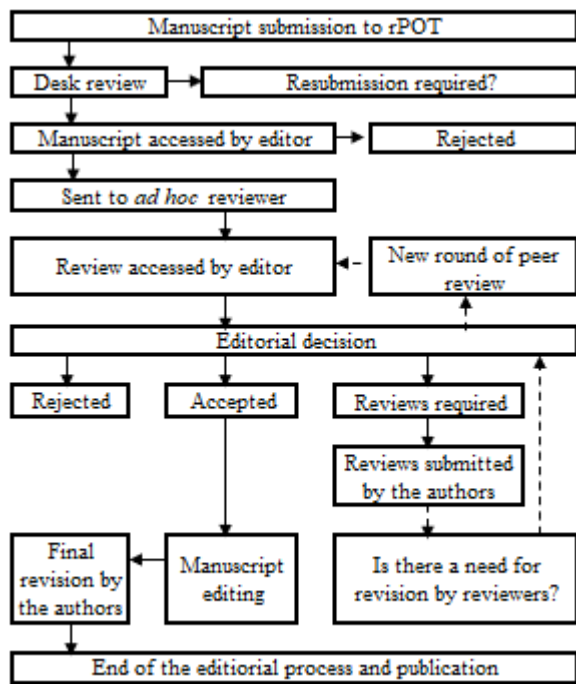 Manuscript submission to rPOT
Desk review
Resubmission required?
Manuscript accessed by editor
Rejected
Sent to ad hoc reviewer
Review accessed by editor
New round of peer
review
Editorial decision
Rejected
Accepted
Reviews required
Reviews submitted
by the authors
Final
revision by
the authors
Manuscript
editing
Is there a need for
revision by reviewers?
End of the editiorial process and publication